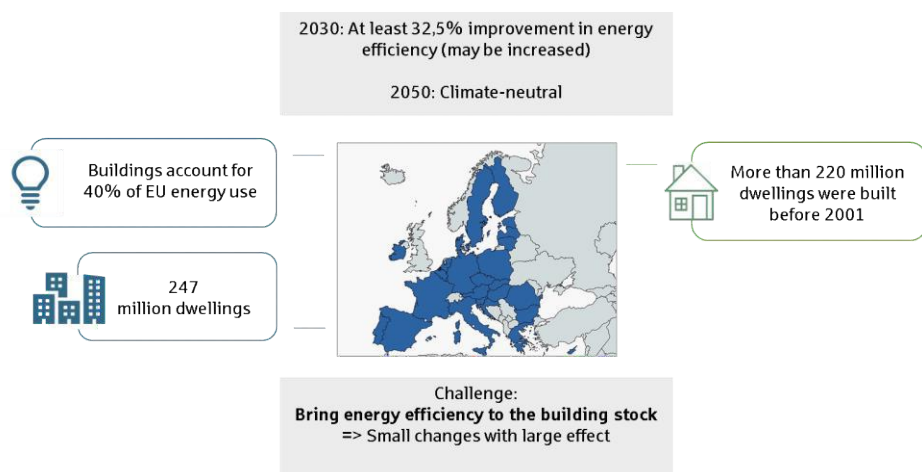 2030: At least 32,5% improvement in energy
efficiency (may be increased)
2050: Climate-neutral
Buildings account for
40% of EU energy use
More than 220 million
dwellings were built
before 2001
247
million dwellings
Challenge:
Bring energy efficiency to the building stock
=> Small changes with large effect